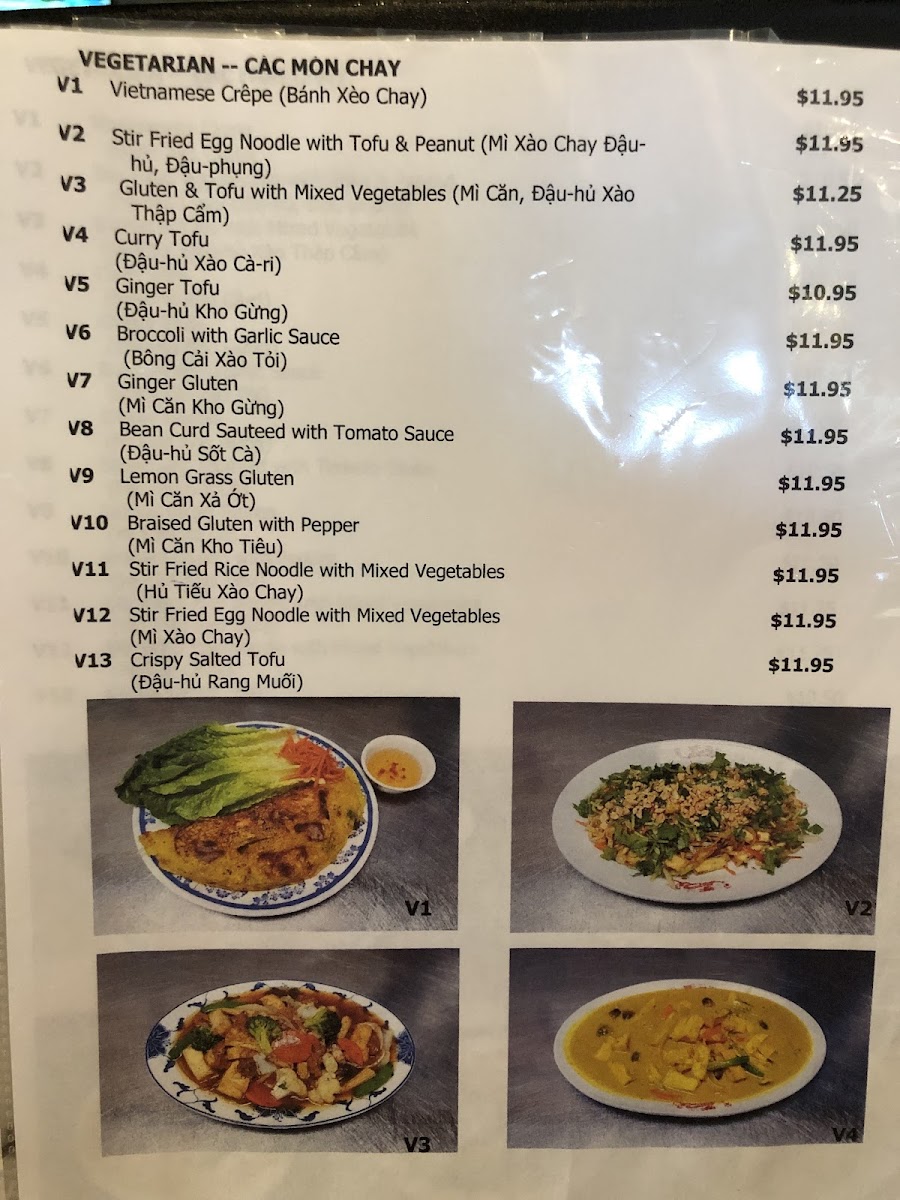 VEGETARIAN -- CÁC MÓN CHAY
V1 Vietnamese Crêpe (Bánh Xèo Chay) $11.95
V2 Stir Fried Egg Noodle with Tofu & Peanut (Mì Xào Chay Đậu- $11.95
hủ, Đậu-phụng)
V3 Gluten & Tofu with Mixed Vegetables (Mì Căn, Đậu-hủ Xào $11.25
Thập Cẩm)
V4 Curry Tofu $11.95
(Đậu-hủ Xào Cà-ri)
V5 Ginger Tofu $10.95
(Đậu-hủ Kho Gừng)
V6 Broccoli with Garlic Sauce $11.95
(Bông Cải Xào Tỏi)
V7 Ginger Gluten $11.95
(Mì Căn Kho Gừng)
V8 Bean Curd Sauteed with Tomato Sauce $11.95
(Đậu-hủ Sốt Cà)
V9 Lemon Grass Gluten $11.95
(Mì Căn Xả Ớt)
V10 Braised Gluten with Pepper $11.95
(Mì Căn Kho Tiêu)
V11 Stir Fried Rice Noodle with Mixed Vegetables $11.95
(Hủ Tiếu Xào Chay)
V12 Stir Fried Egg Noodle with Mixed Vegetables $11.95
(Mì Xào Chay)
V13 Crispy Salted Tofu $11.95
(Đậu-hủ Rang Muối)
V1
V2
V3
V4